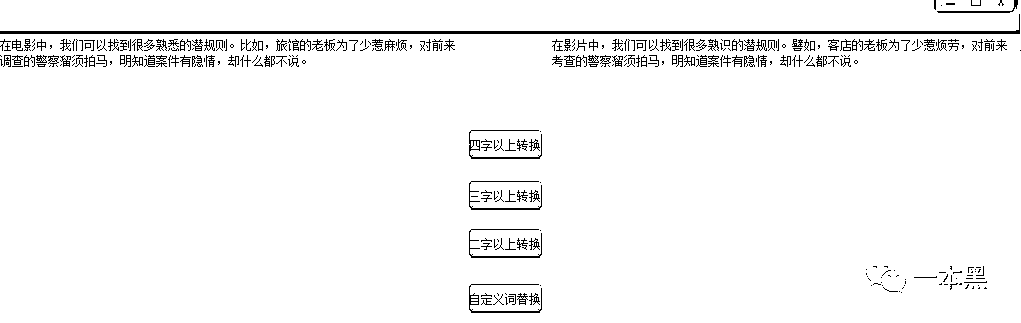 在电影中，我们可以找到很多熟悉的潜规则。比如，旅馆的老板为了少惹麻烦，对前来
调查的警察溜须拍马，明知道案件有隐情，却什么都不说。
在影片中，我们可以找到很多熟识的潜规则。譬如，客店的老板为了少惹烦劳，对前来
考查的警察溜须拍马，明知道案件有隐情，却什么都不说。
四字以上转换
三字以上转换
二字以上转换
自定义词替换
一本黑